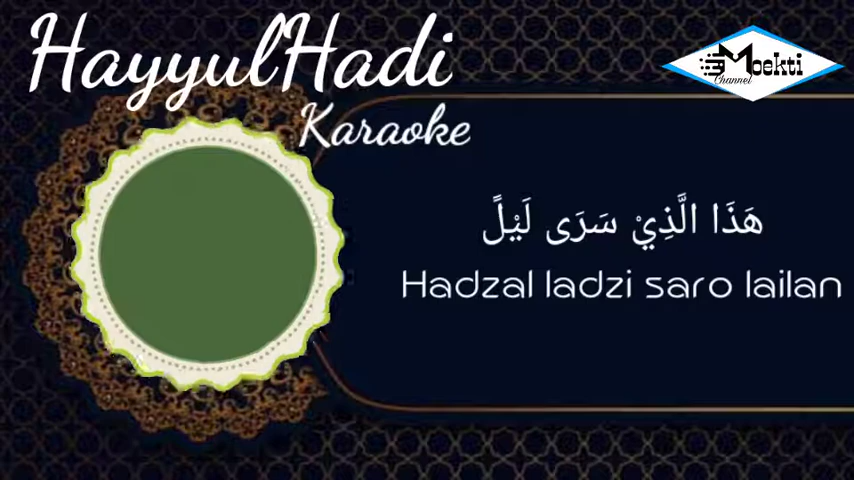 HayyulHadi
Karaoke
Moekti
Channel
هَذَا الَّذِيْ سَرَى لَيْلً
Hadzal ladzi saro lailan